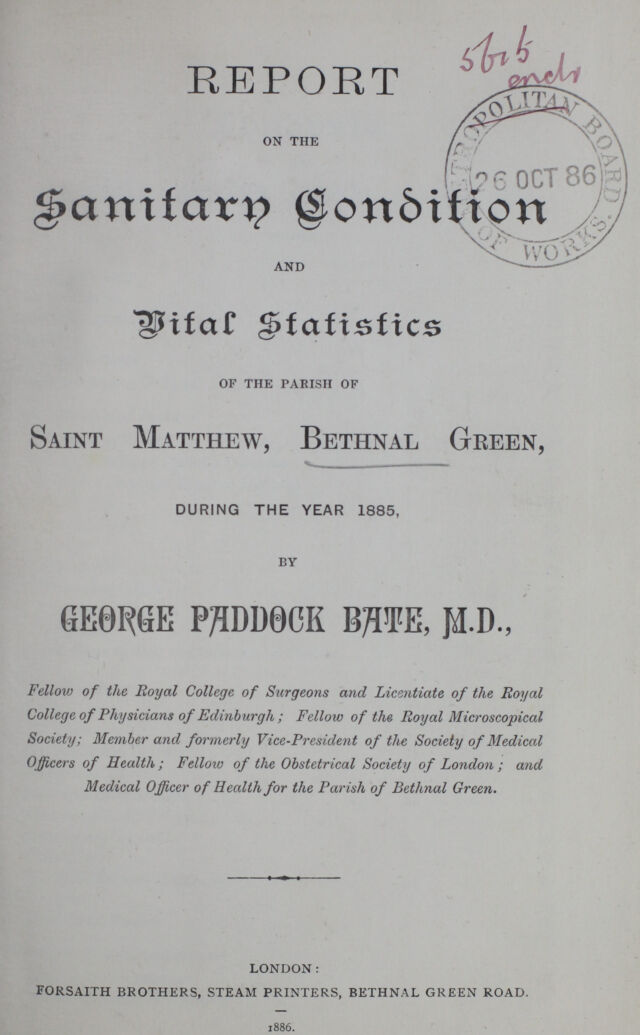 5615
encls
REPORT
METROPOLITAN BOARD OF WORKS.
26 OCT 86
ON THE
Sanitary Condition
AND
Vital Statistics
OF THE PARISH OF
SAINT MATTHEW, BETHNAL GREEN,
DURING THE YEAR 1885,
BY
GEORGE PADDOCK BATE, M.D.,
Fellow of the Royal College of Surgeons and Licentiate of the Royal
College of Physicians of Edinburgh; Fellow of the Royal Microscopical
Society; Member and formerly Vice-President of the Society of Medical
Officers of Health; Fellow of the Obstetrical Society of London; and
Medical Officer of Health for the Parish of Bethnal Green.
LONDON:
FORSAITH BROTHERS, STEAM PRINTERS, BETHNAL GREEN ROAD.
1886.